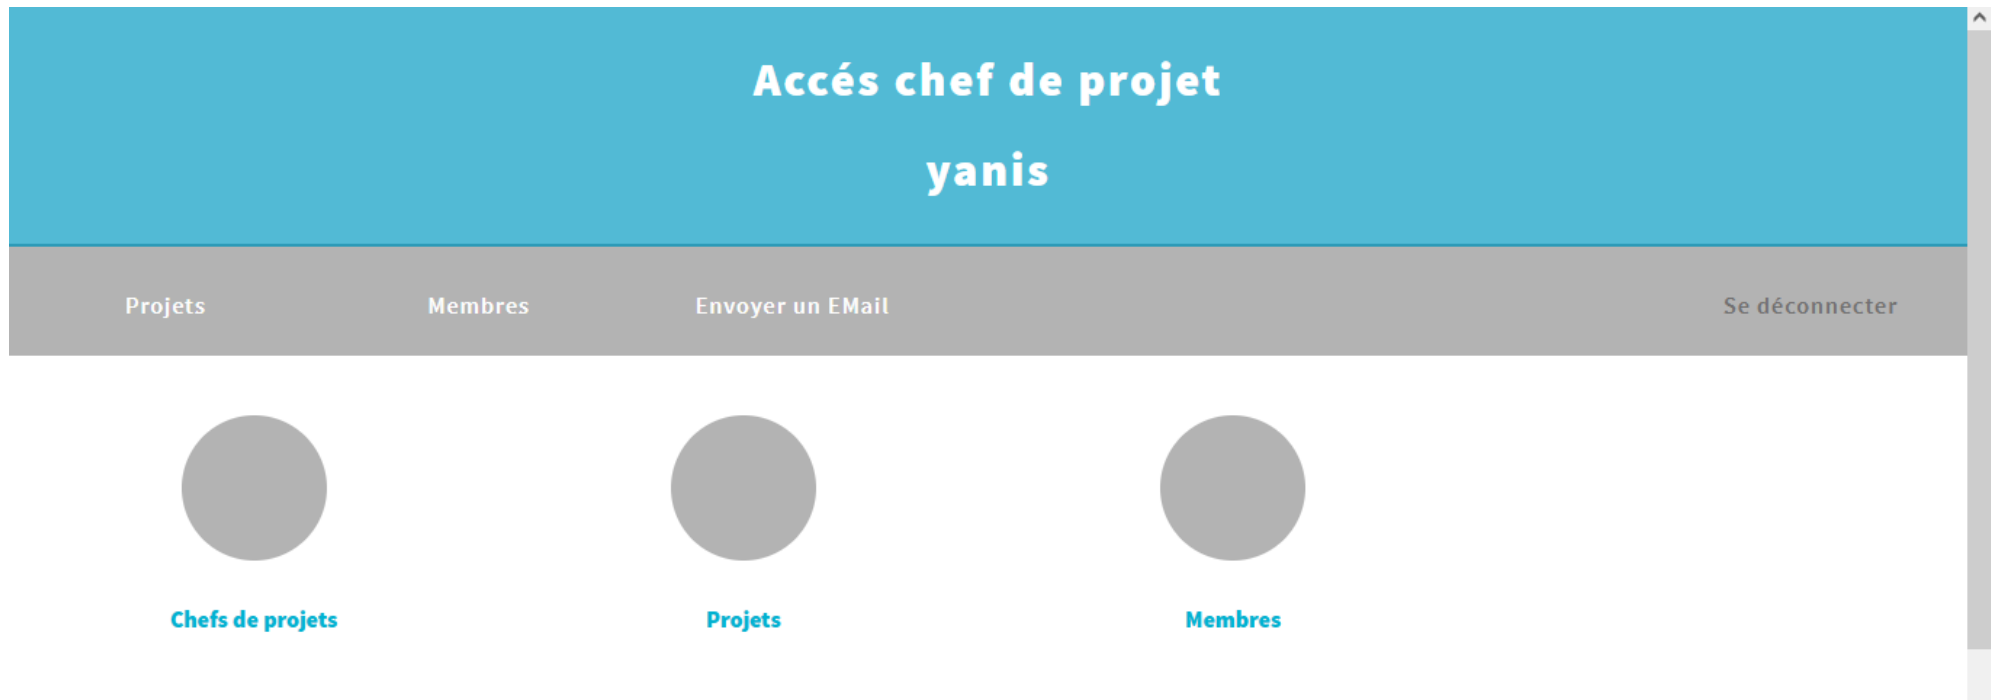 Accés chef de projet
yanis
Projets Membres Envoyer un EMail Se déconnecter
Chefs de projets Projets Membres